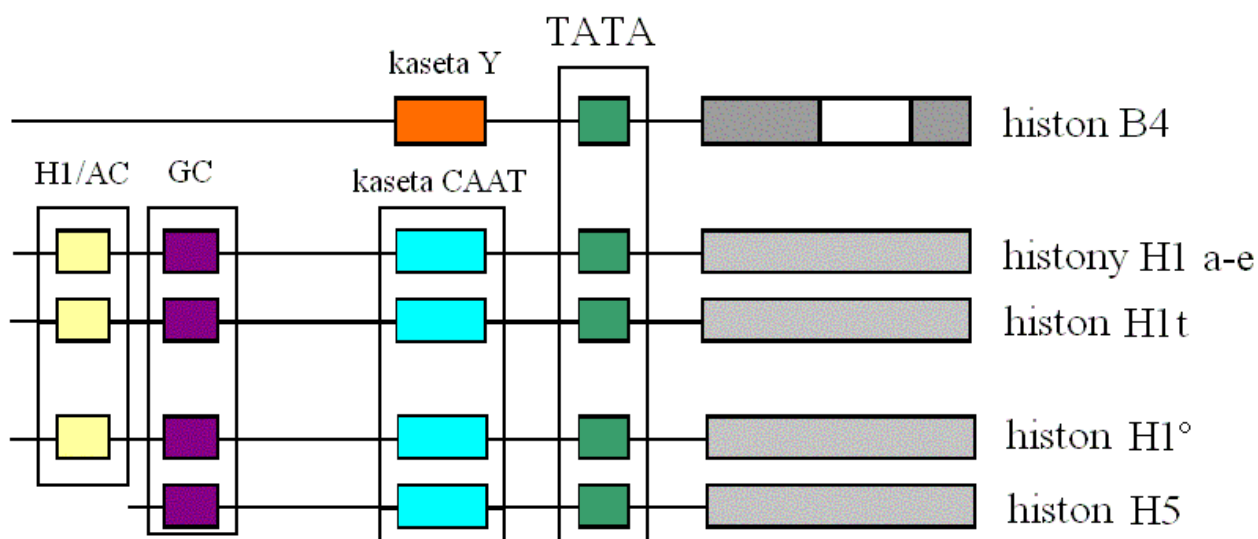 TATA
kaseta Y
histon B4
H1/AC
GC
kaseta CAAT
histony H1 a-e
histon H1t
histon H1°
histon H5